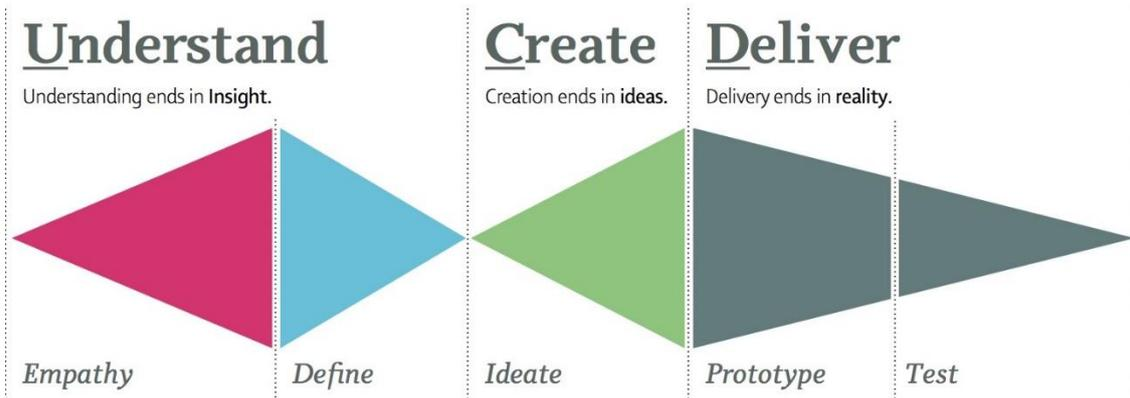 Understand
Understanding ends in Insight.
Create
Creation ends in ideas.
Deliver
Delivery ends in reality.
Empathy
Define
Ideate
Prototype
Test